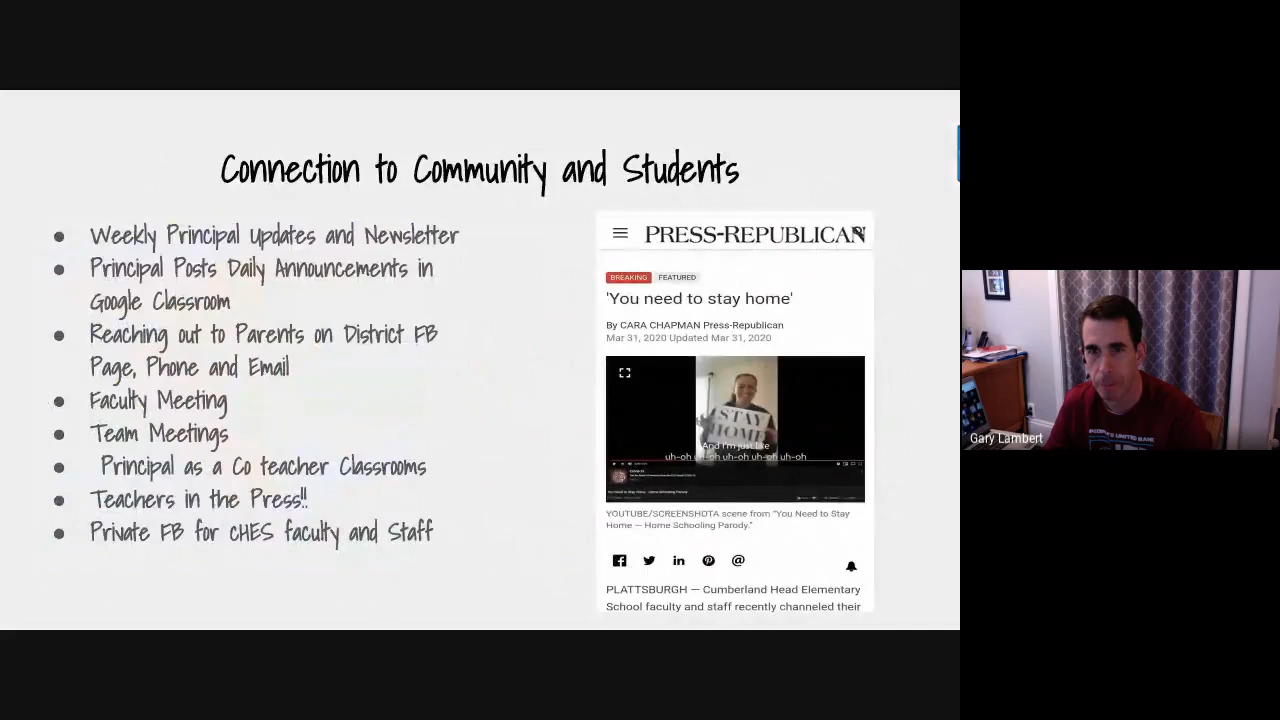 Connection to Community and Students
Weekly Principal Updates and Newsletter
Principal Posts Daily Announcements in
Google Classroom
Reaching out to Parents on District FB
Page, Phone and Email
Faculty Meeting
Team Meetings
Principal as a Co teacher Classrooms
Teachers in the Press!!
Private FB for CHES faculty and Staff
PRESS-REPUBLICAN
BREAKING FEATURED
'You need to stay home'
By CARA CHAPMAN Press-Republican
Mar 31, 2020 Updated Mar 31, 2020
STAY
HOME
And I'm just like
uh-oh uh-oh uh-oh uh-oh uh-oh
YOUTUBE/SCREENSHOTA scene from "You Need to Stay
Home — Home Schooling Parody."
PLATTSBURGH — Cumberland Head Elementary
School faculty and staff recently channeled their
Gary Lambert